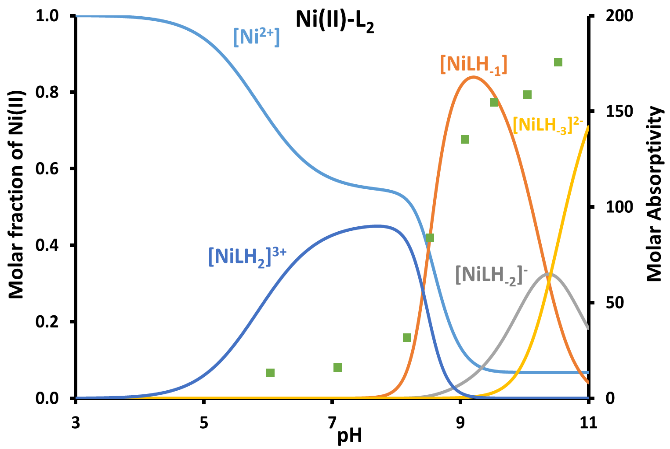 Ni(II)-L₂
1.0
0.8
0.6
0.4
0.2
0.0
Molar fraction of Ni(II)
200
150
100
50
0
Molar Absorptivity
[Ni²⁺]
[NiLH₋₁]
[NiLH₋₃]²⁻
[NiLH₂]³⁺
[NiLH₋₂]⁻
3 5 7 9 11
pH